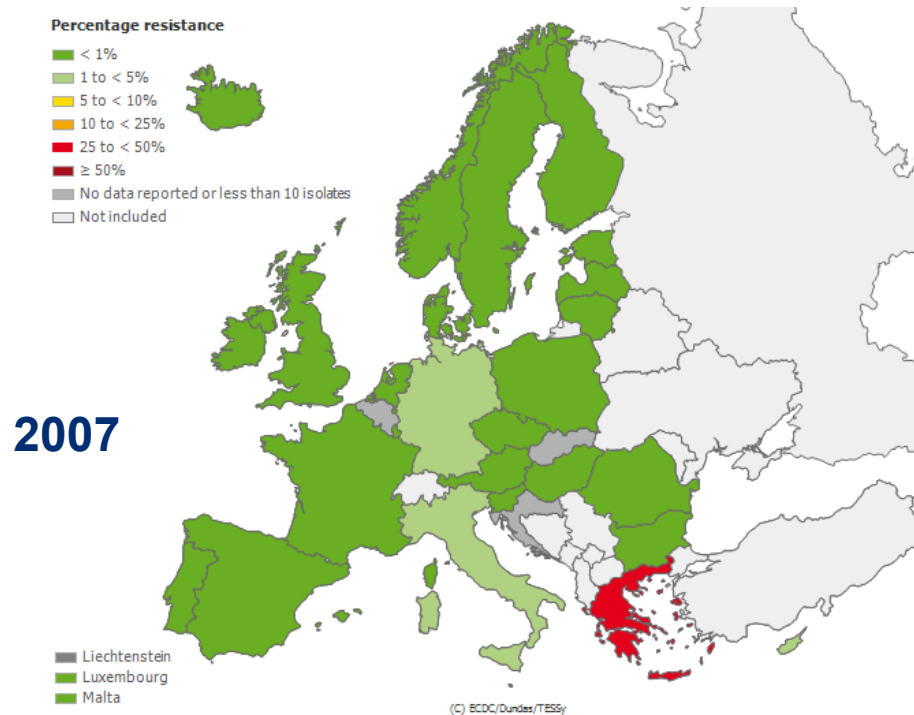 Percentage resistance
< 1%
1 to < 5%
5 to < 10%
10 to < 25%
25 to < 50%
≥ 50%
No data reported or less than 10 isolates
Not included
2007
Liechtenstein
Luxembourg
Malta
(C) ECDC/Dundas/TESSy